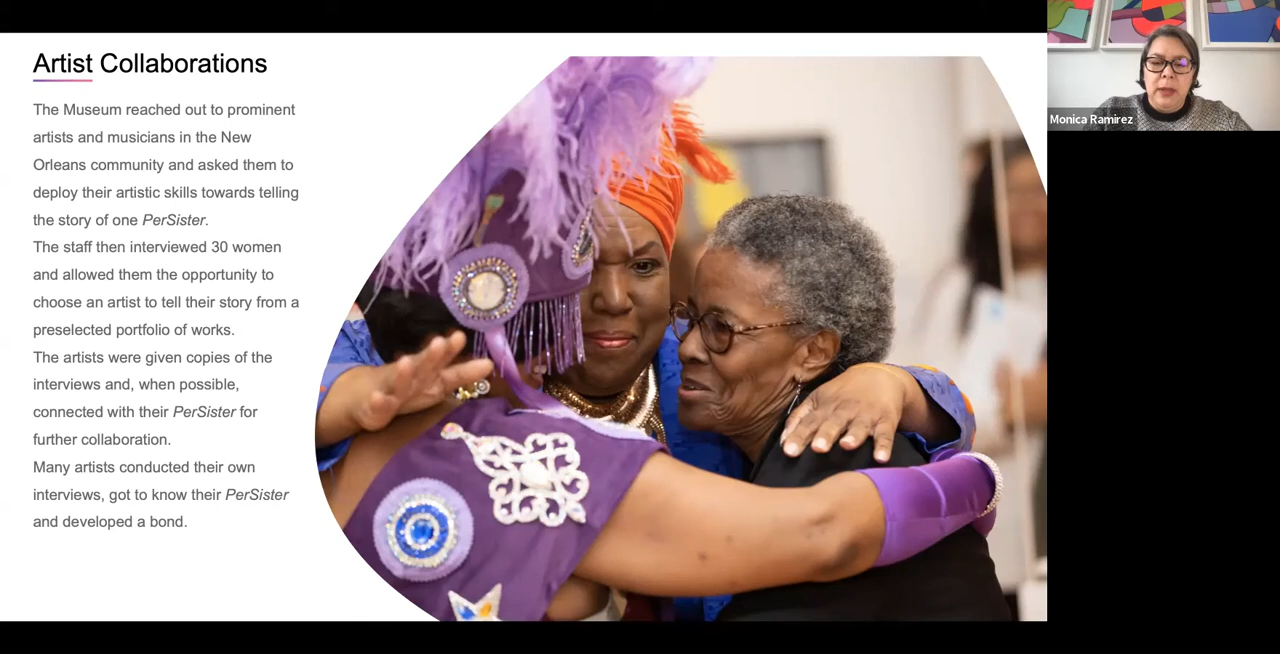 Artist Collaborations
The Museum reached out to prominent
artists and musicians in the New
Orleans community and asked them to
deploy their artistic skills towards telling
the story of one PerSister.
The staff then interviewed 30 women
and allowed them the opportunity to
choose an artist to tell their story from a
preselected portfolio of works.
The artists were given copies of the
interviews and, when possible,
connected with their PerSister for
further collaboration.
Many artists conducted their own
interviews, got to know their PerSister
and developed a bond.
Monica Ramirez